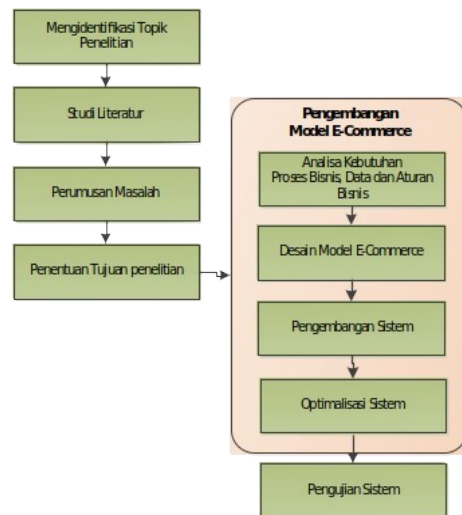 Mengidentifikasi Topik
Penelitian
Studi Literatur
Perumusan Masalah
Penentuan Tujuan penelitian
Pengembangan
Model E-Commerce
Analisa Kebutuhan
Proses Bisnis, Data dan Aturan
Bisnis
Desain Model E-Commerce
Pengembangan Sistem
Optimalisasi Sistem
Pengujian Sistem